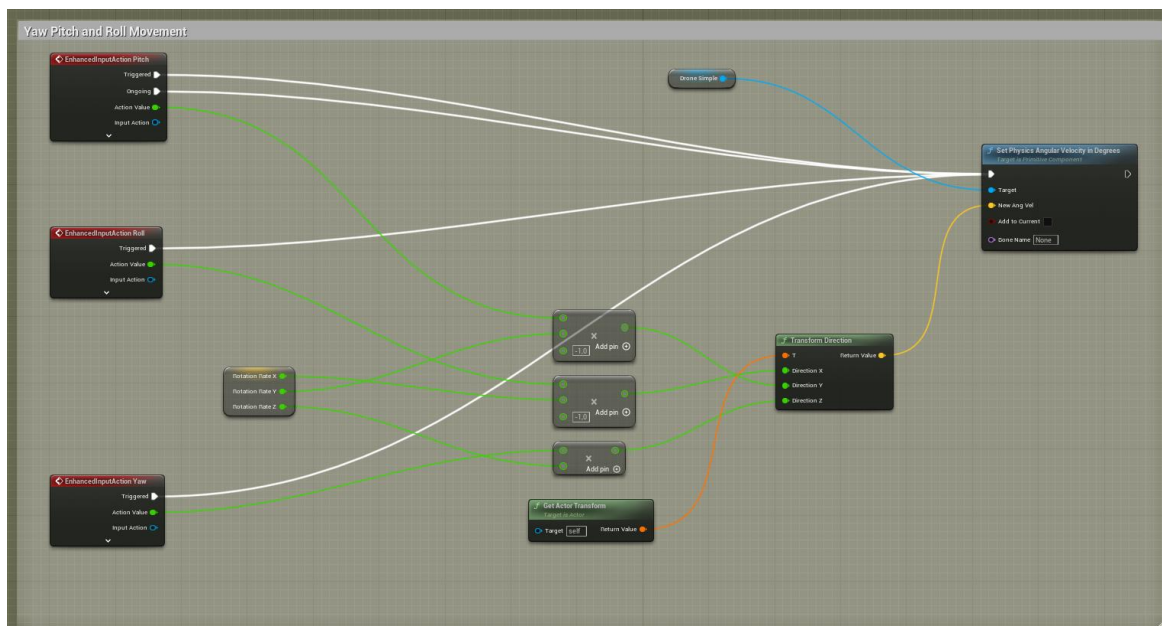 Yaw Pitch and Roll Movement
EnhancedInputAction Pitch
Triggered
Ongoing
Action Value
Input Action
Drone Simple
Set Physics Angular Velocity in Degrees
Target is Primitive Component
Target
New Ang Vel
Add to Current
Bone Name None
EnhancedInputAction Roll
Triggered
Action Value
Input Action
x
-1.0 Add pin
Rotation Rate X
Rotation Rate Y
Rotation Rate Z
x
-1.0 Add pin
x
Add pin
Transform Direction
T Return Value
Direction X
Direction Y
Direction Z
EnhancedInputAction Yaw
Triggered
Action Value
Input Action
Get Actor Transform
Target is Actor
Target self Return Value